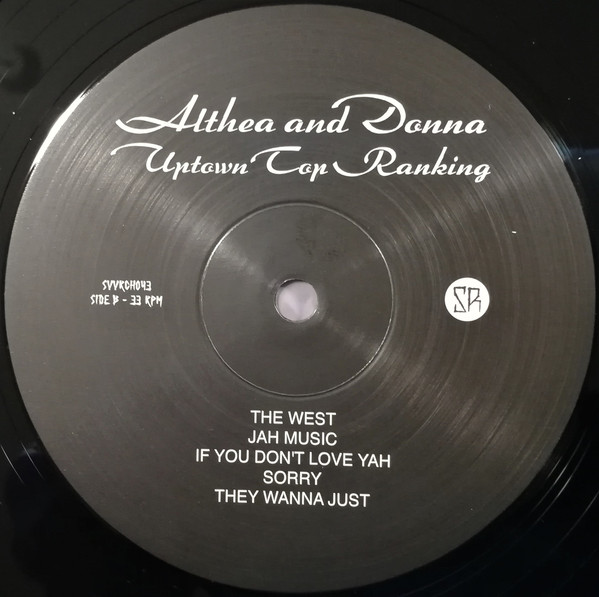 Althea and Donna
Uptown Top Ranking
SVVRCH043
SIDE B - 33 RPM
SR
THE WEST
JAH MUSIC
IF YOU DON'T LOVE YAH
SORRY
THEY WANNA JUST